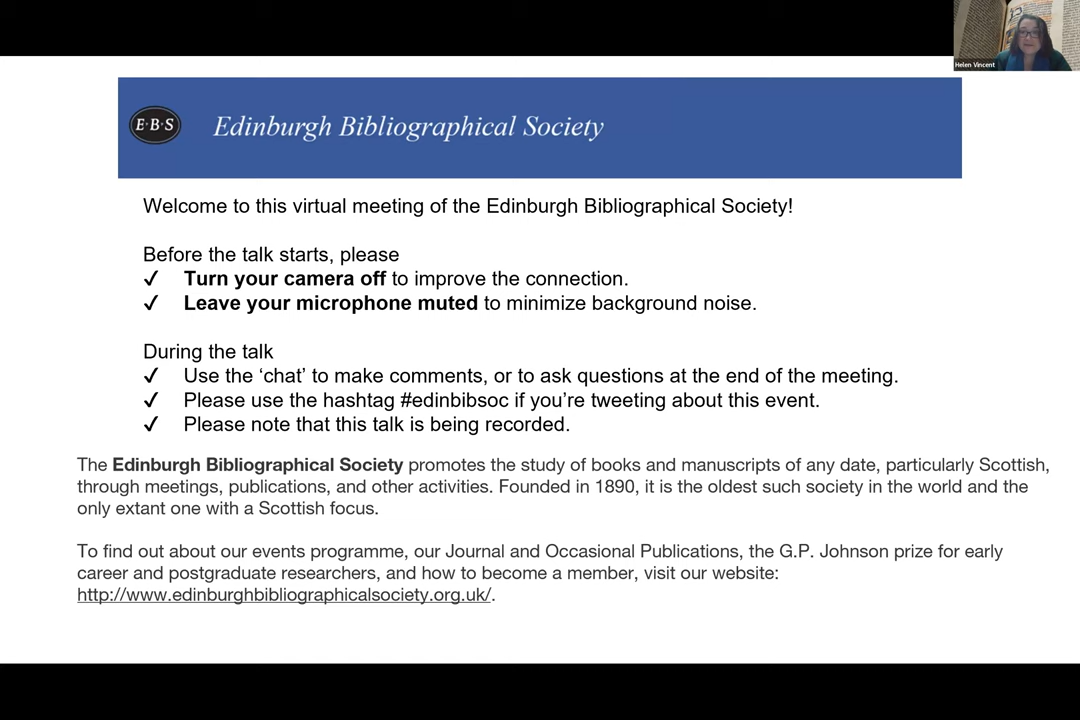 Helen Vincent
E·B·S
Edinburgh Bibliographical Society
Welcome to this virtual meeting of the Edinburgh Bibliographical Society!
Before the talk starts, please
✓ Turn your camera off to improve the connection.
✓ Leave your microphone muted to minimize background noise.
During the talk
✓ Use the ‘chat’ to make comments, or to ask questions at the end of the meeting.
✓ Please use the hashtag #edinbibsoc if you’re tweeting about this event.
✓ Please note that this talk is being recorded.
The Edinburgh Bibliographical Society promotes the study of books and manuscripts of any date, particularly Scottish,
through meetings, publications, and other activities. Founded in 1890, it is the oldest such society in the world and the
only extant one with a Scottish focus.
To find out about our events programme, our Journal and Occasional Publications, the G.P. Johnson prize for early
career and postgraduate researchers, and how to become a member, visit our website:
http://www.edinburghbibliographicalsociety.org.uk/.